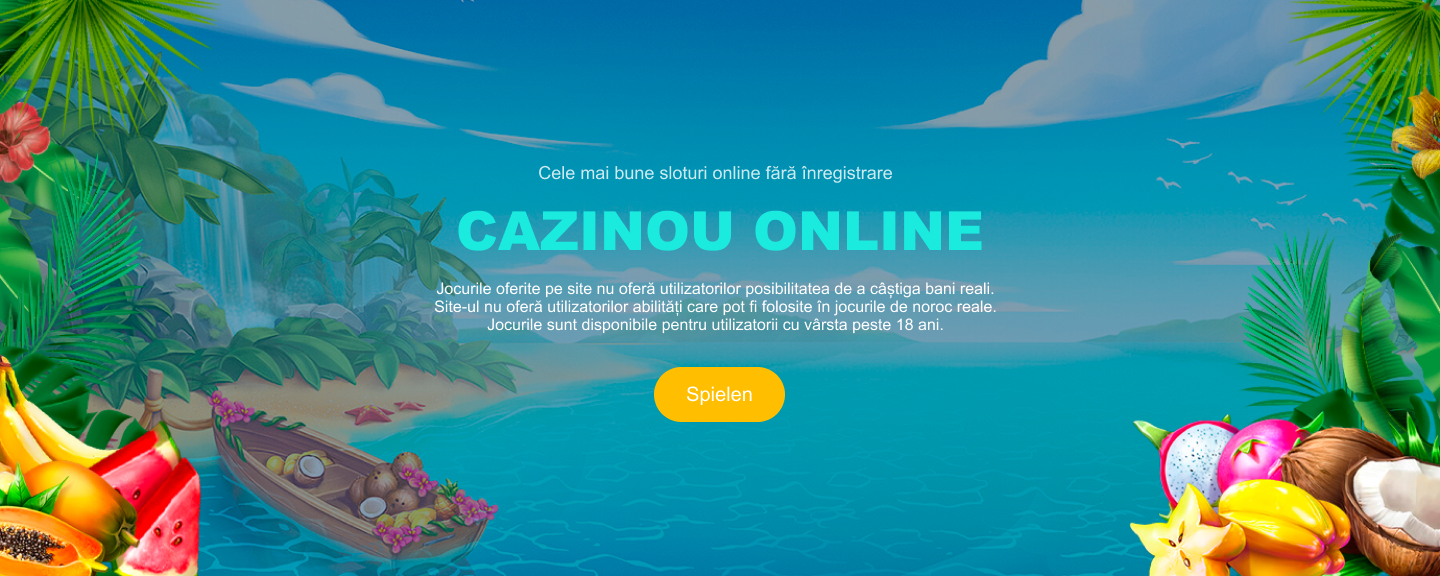 Cele mai bune sloturi online fără înregistrare
CAZINOU ONLINE
Jocurile oferite pe site nu oferă utilizatorilor posibilitatea de a câștiga bani reali.
Site-ul nu oferă utilizatorilor abilități care pot fi folosite în jocurile de noroc reale.
Jocurile sunt disponibile pentru utilizatorii cu vârsta peste 18 ani.
Spielen